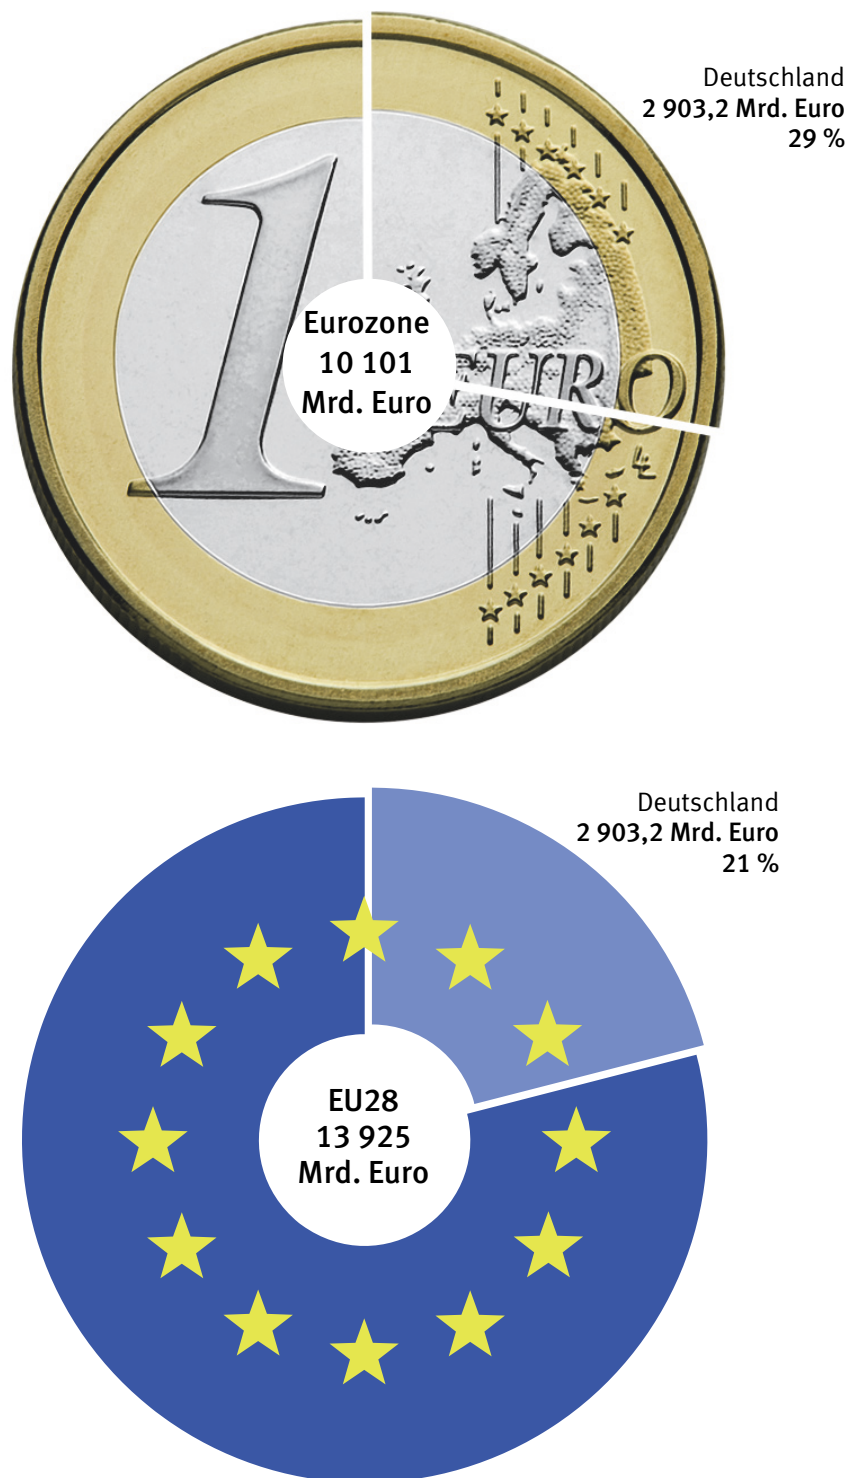 Deutschland
2 903,2 Mrd. Euro
29 %
1
EURO
Eurozone
10 101
Mrd. Euro
Deutschland
2 903,2 Mrd. Euro
21 %
EU28
13 925
Mrd. Euro